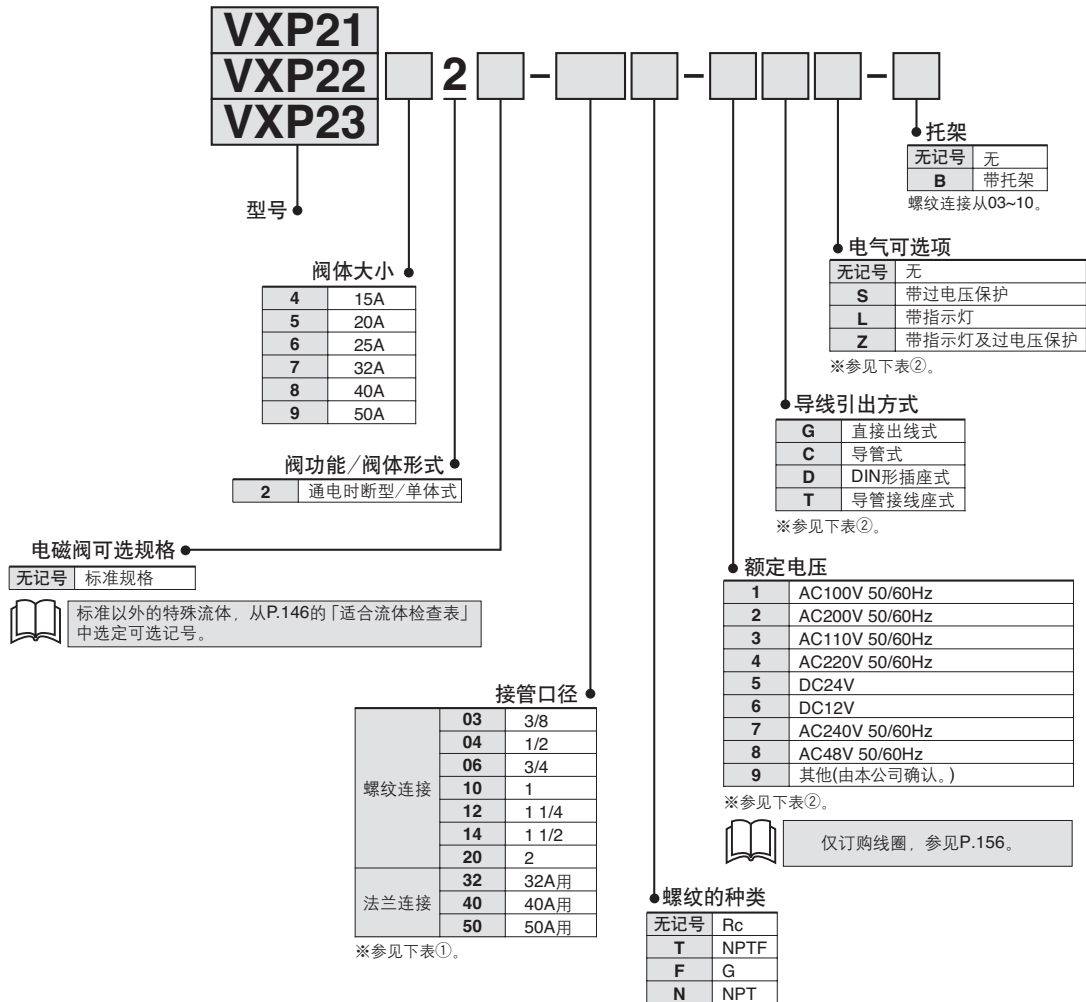 VXP21
VXP22 2 - - -
VXP23
型号
托架
无记号 无
B 带托架
螺纹连接从03~10。
电气可选项
无记号 无
S 带过电压保护
L 带指示灯
Z 带指示灯及过电压保护
※参见下表②。
阀体大小
4 15A
5 20A
6 25A
7 32A
8 40A
9 50A
导线引出方式
G 直接出线式
C 导管式
D DIN形插座式
T 导管接线座式
※参见下表②。
阀功能/阀体形式
2 通电时断型/单体式
电磁阀可选规格
无记号 标准规格
标准以外的特殊流体，从P.146的「适合流体检查表」
中选定可选记号。
额定电压
1 AC100V 50/60Hz
2 AC200V 50/60Hz
3 AC110V 50/60Hz
4 AC220V 50/60Hz
5 DC24V
6 DC12V
7 AC240V 50/60Hz
8 AC48V 50/60Hz
9 其他(由本公司确认。)
※参见下表②。
仅订购线圈，参见P.156。
接管口径
螺纹连接
03 3/8
04 1/2
06 3/4
10 1
12 1 1/4
14 1 1/2
20 2
法兰连接
32 32A用
40 40A用
50 50A用
※参见下表①。
螺纹的种类
无记号 Rc
T NPTF
F G
N NPT